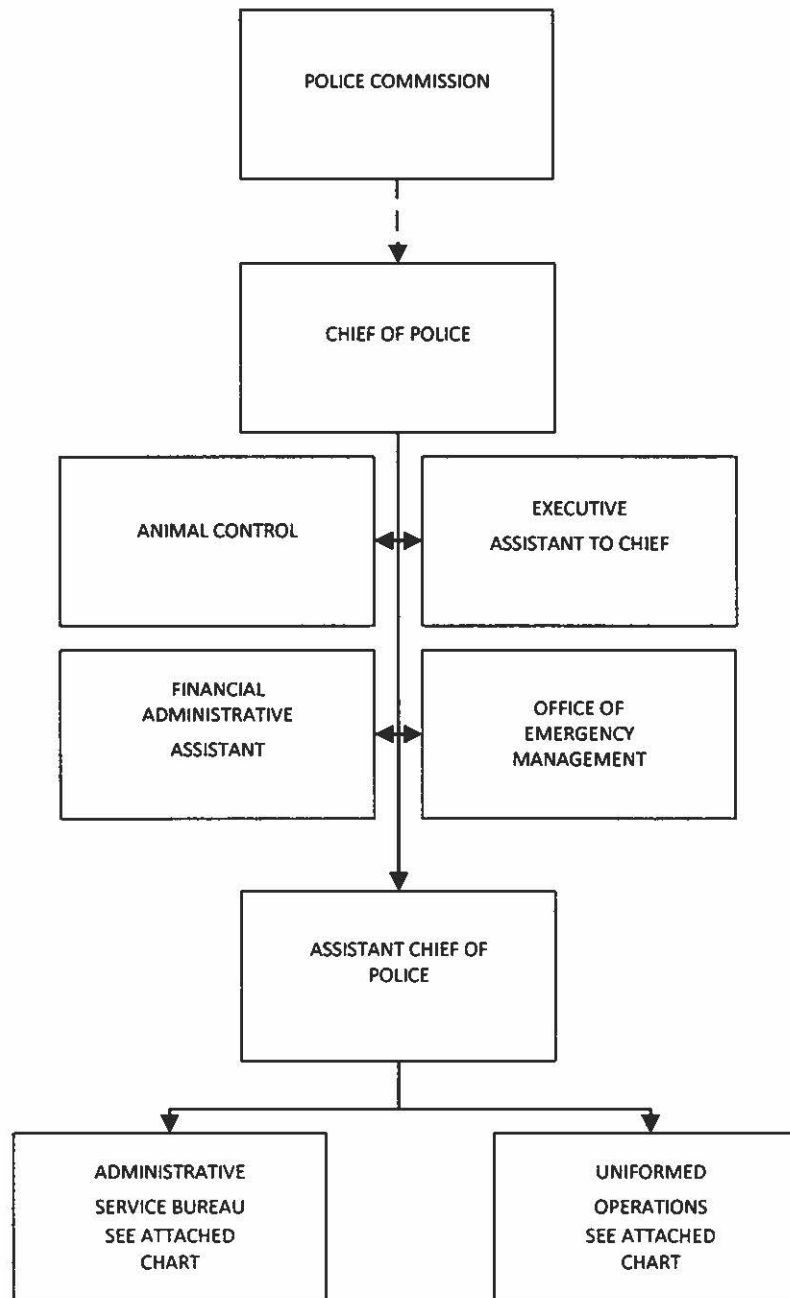 POLICE COMMISSION
CHIEF OF POLICE
ANIMAL CONTROL
EXECUTIVE
ASSISTANT TO CHIEF
FINANCIAL
ADMINISTRATIVE
ASSISTANT
OFFICE OF
EMERGENCY
MANAGEMENT
ASSISTANT CHIEF OF
POLICE
ADMINISTRATIVE
SERVICE BUREAU
SEE ATTACHED
CHART
UNIFORMED
OPERATIONS
SEE ATTACHED
CHART